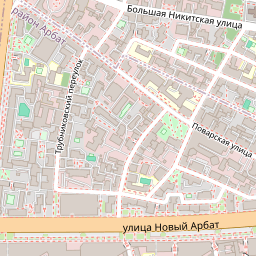 Большая Никитская улица
район Арбат
Трубниковский переулок
Поварская улица
улица Новый Арбат